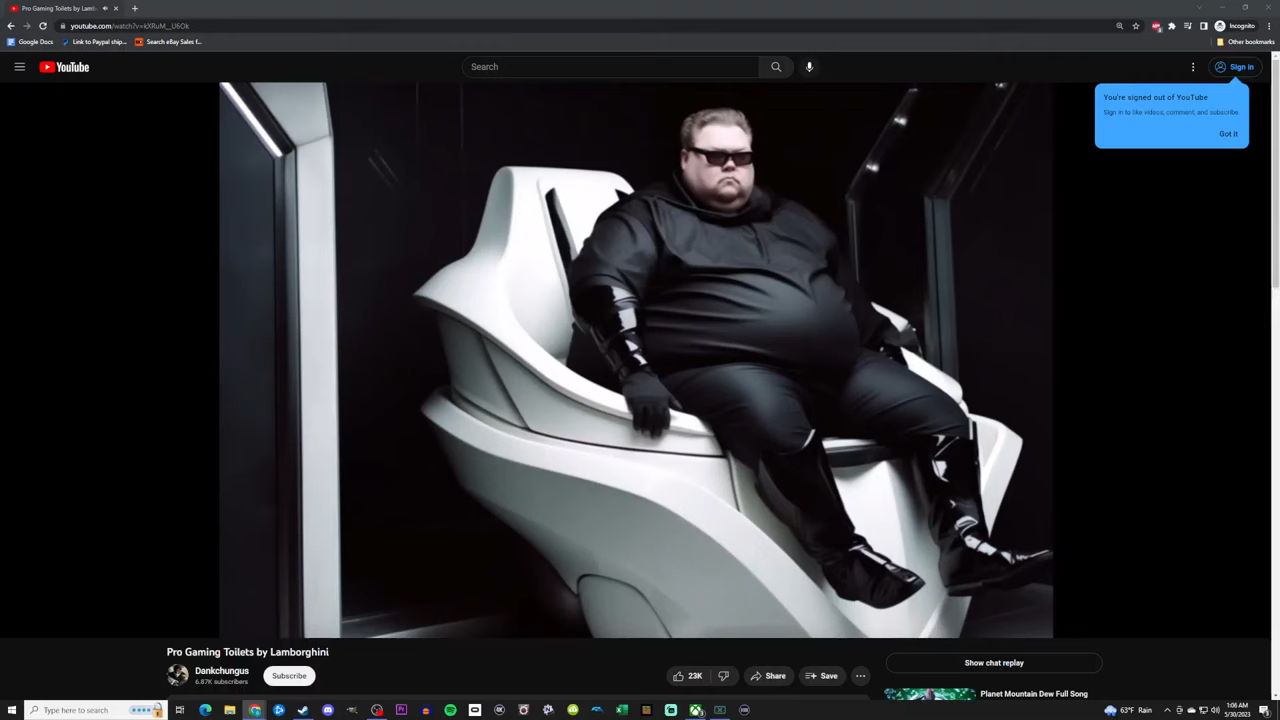 Pro Gaming Toilets by Lamb
youtube.com/watch?v=kXRuM__U6Ok
Incognito
Google Docs
Link to Paypal ship...
Search eBay Sales f...
Other bookmarks
YouTube
Search
Sign in
You're signed out of YouTube
Sign in to like videos, comment, and subscribe.
Got it
Pro Gaming Toilets by Lamborghini
Dankchungus
6.87K subscribers
Subscribe
23K
Share
Save
Show chat replay
Planet Mountain Dew Full Song
Type here to search
63°F Rain
1:06 AM
5/30/2023